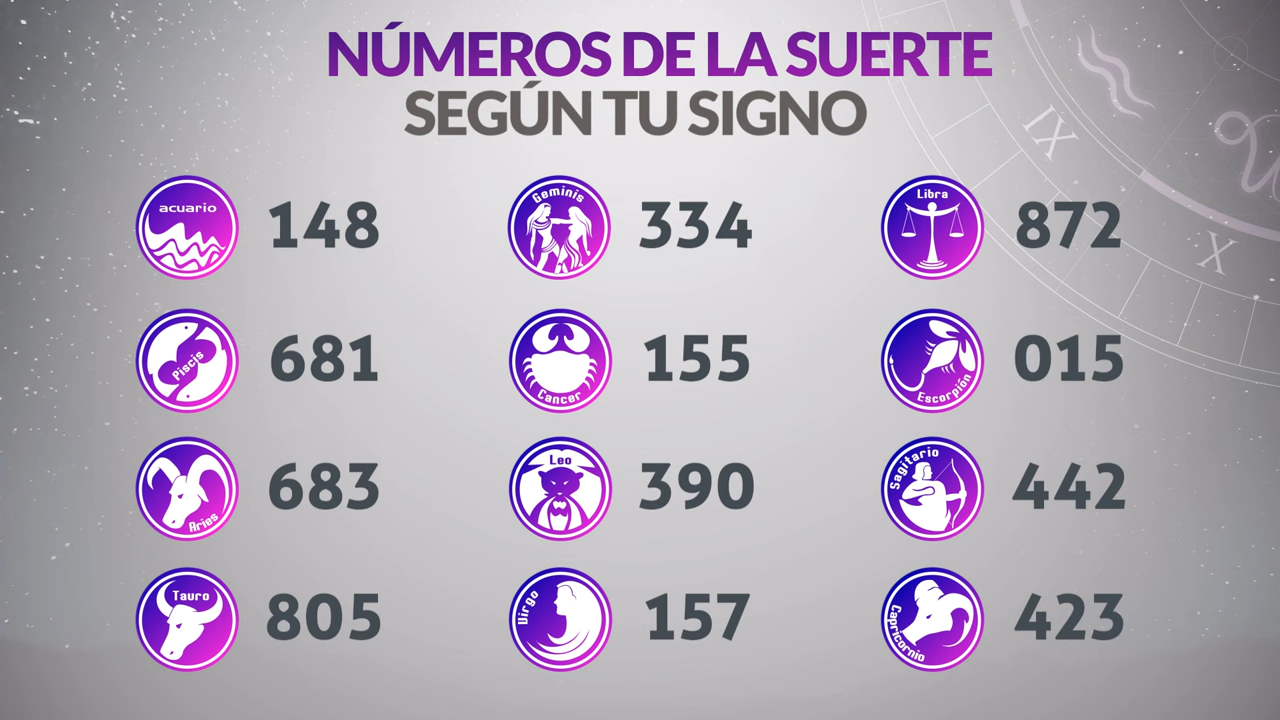 NÚMEROS DE LA SUERTE
SEGÚN TU SIGNO
IX
X
acuario 148
Geminis 334
Libra 872
Piscis 681
Cancer 155
Escorpión 015
Aries 683
Leo 390
Sagitario 442
Tauro 805
Virgo 157
Capricornio 423